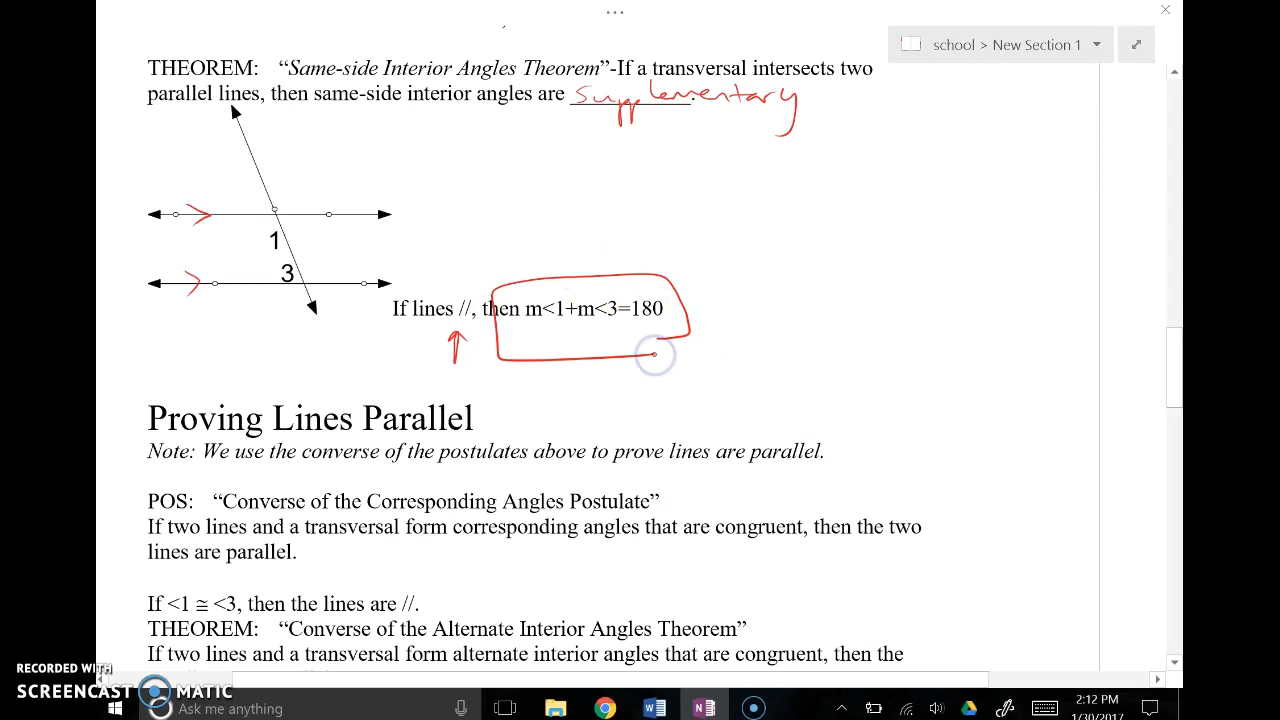 school > New Section 1
THEOREM: “Same-side Interior Angles Theorem”-If a transversal intersects two
parallel lines, then same-side interior angles are supplementary.
1
3
If lines //, then m<1+m<3=180
Proving Lines Parallel
Note: We use the converse of the postulates above to prove lines are parallel.
POS: “Converse of the Corresponding Angles Postulate”
If two lines and a transversal form corresponding angles that are congruent, then the two
lines are parallel.
If <1 ≅ <3, then the lines are //.
THEOREM: “Converse of the Alternate Interior Angles Theorem”
If two lines and a transversal form alternate interior angles that are congruent, then the
RECORDED WITH
SCREENCAST MATIC
Ask me anything
2:12 PM
1/30/2017